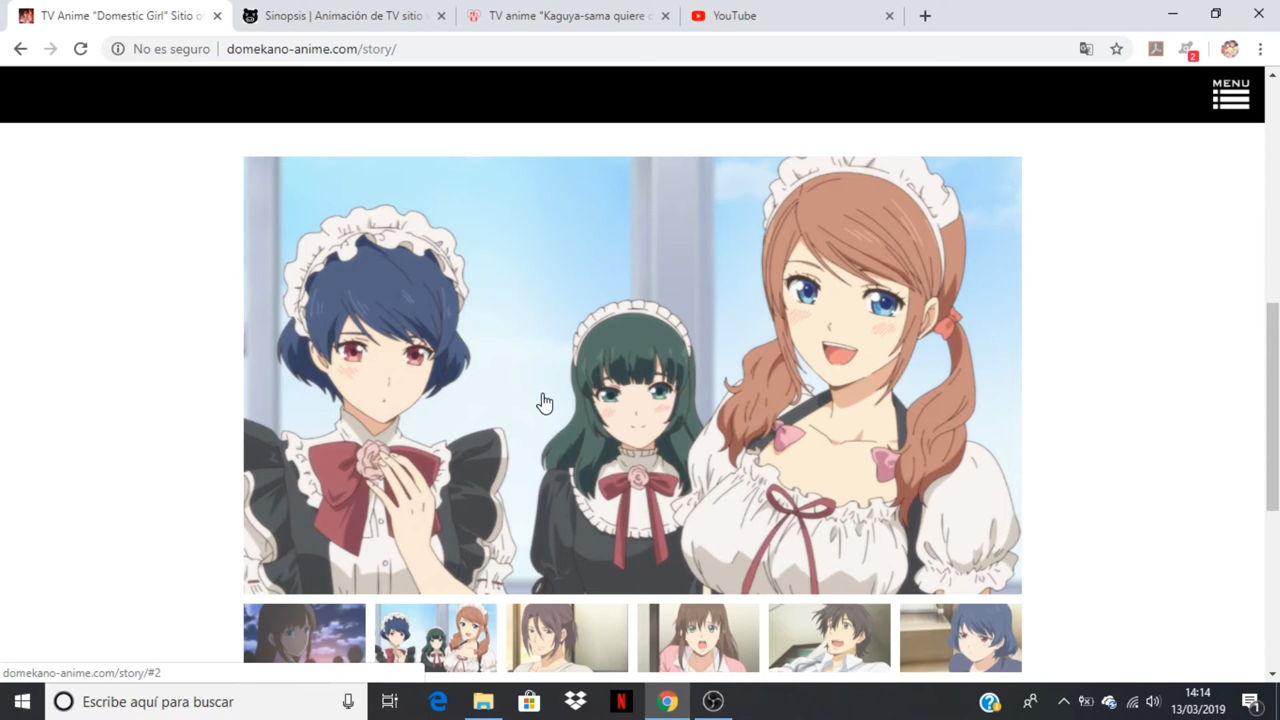 TV Anime "Domestic Girl" Sitio o
Sinopsis | Animación de TV sitio
TV anime "Kaguya-sama quiere
YouTube
No es seguro
domekano-anime.com/story/
2
MENU
domekano-anime.com/story/#2
Escribe aquí para buscar
14:14
13/03/2019
1